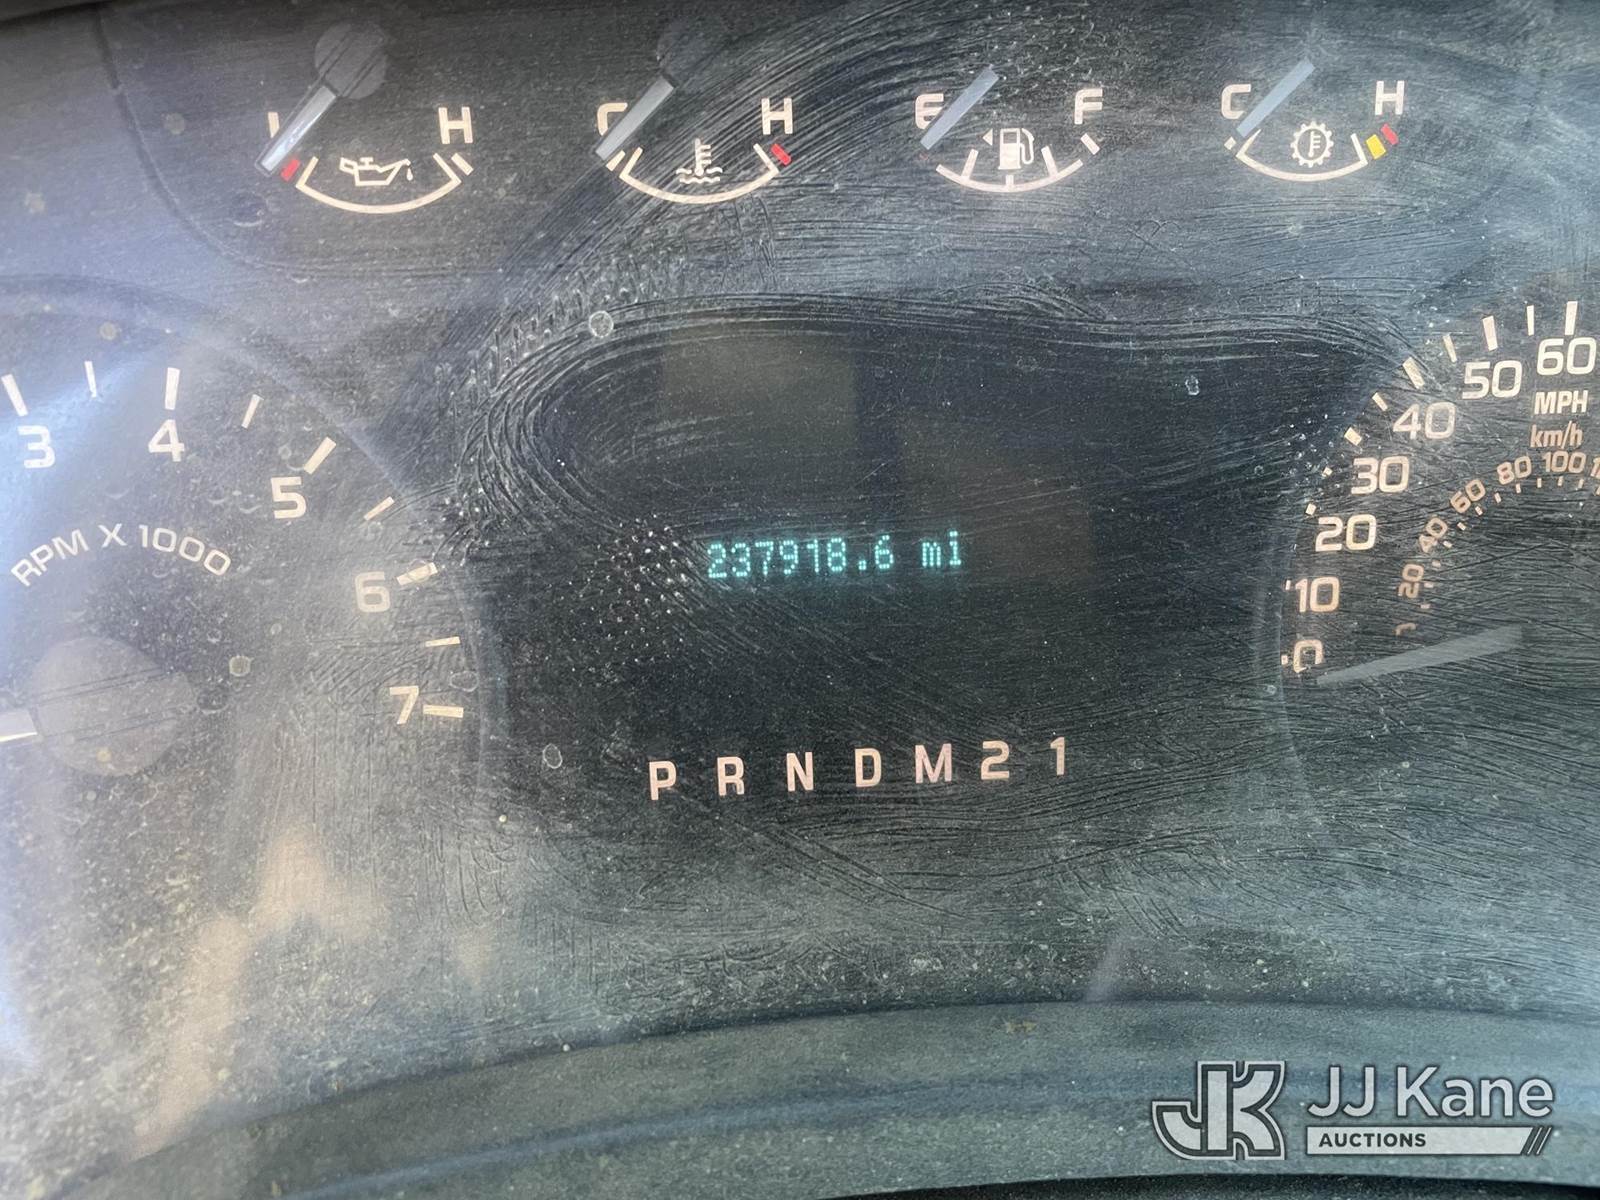 L H
C H
E F
C H
3 4 5 6 7
RPM X 1000
237918.6 mi
0 10 20 30 40 50 60
MPH
km/h
20 40 60 80 100
P R N D M 2 1
JK JJ Kane
AUCTIONS